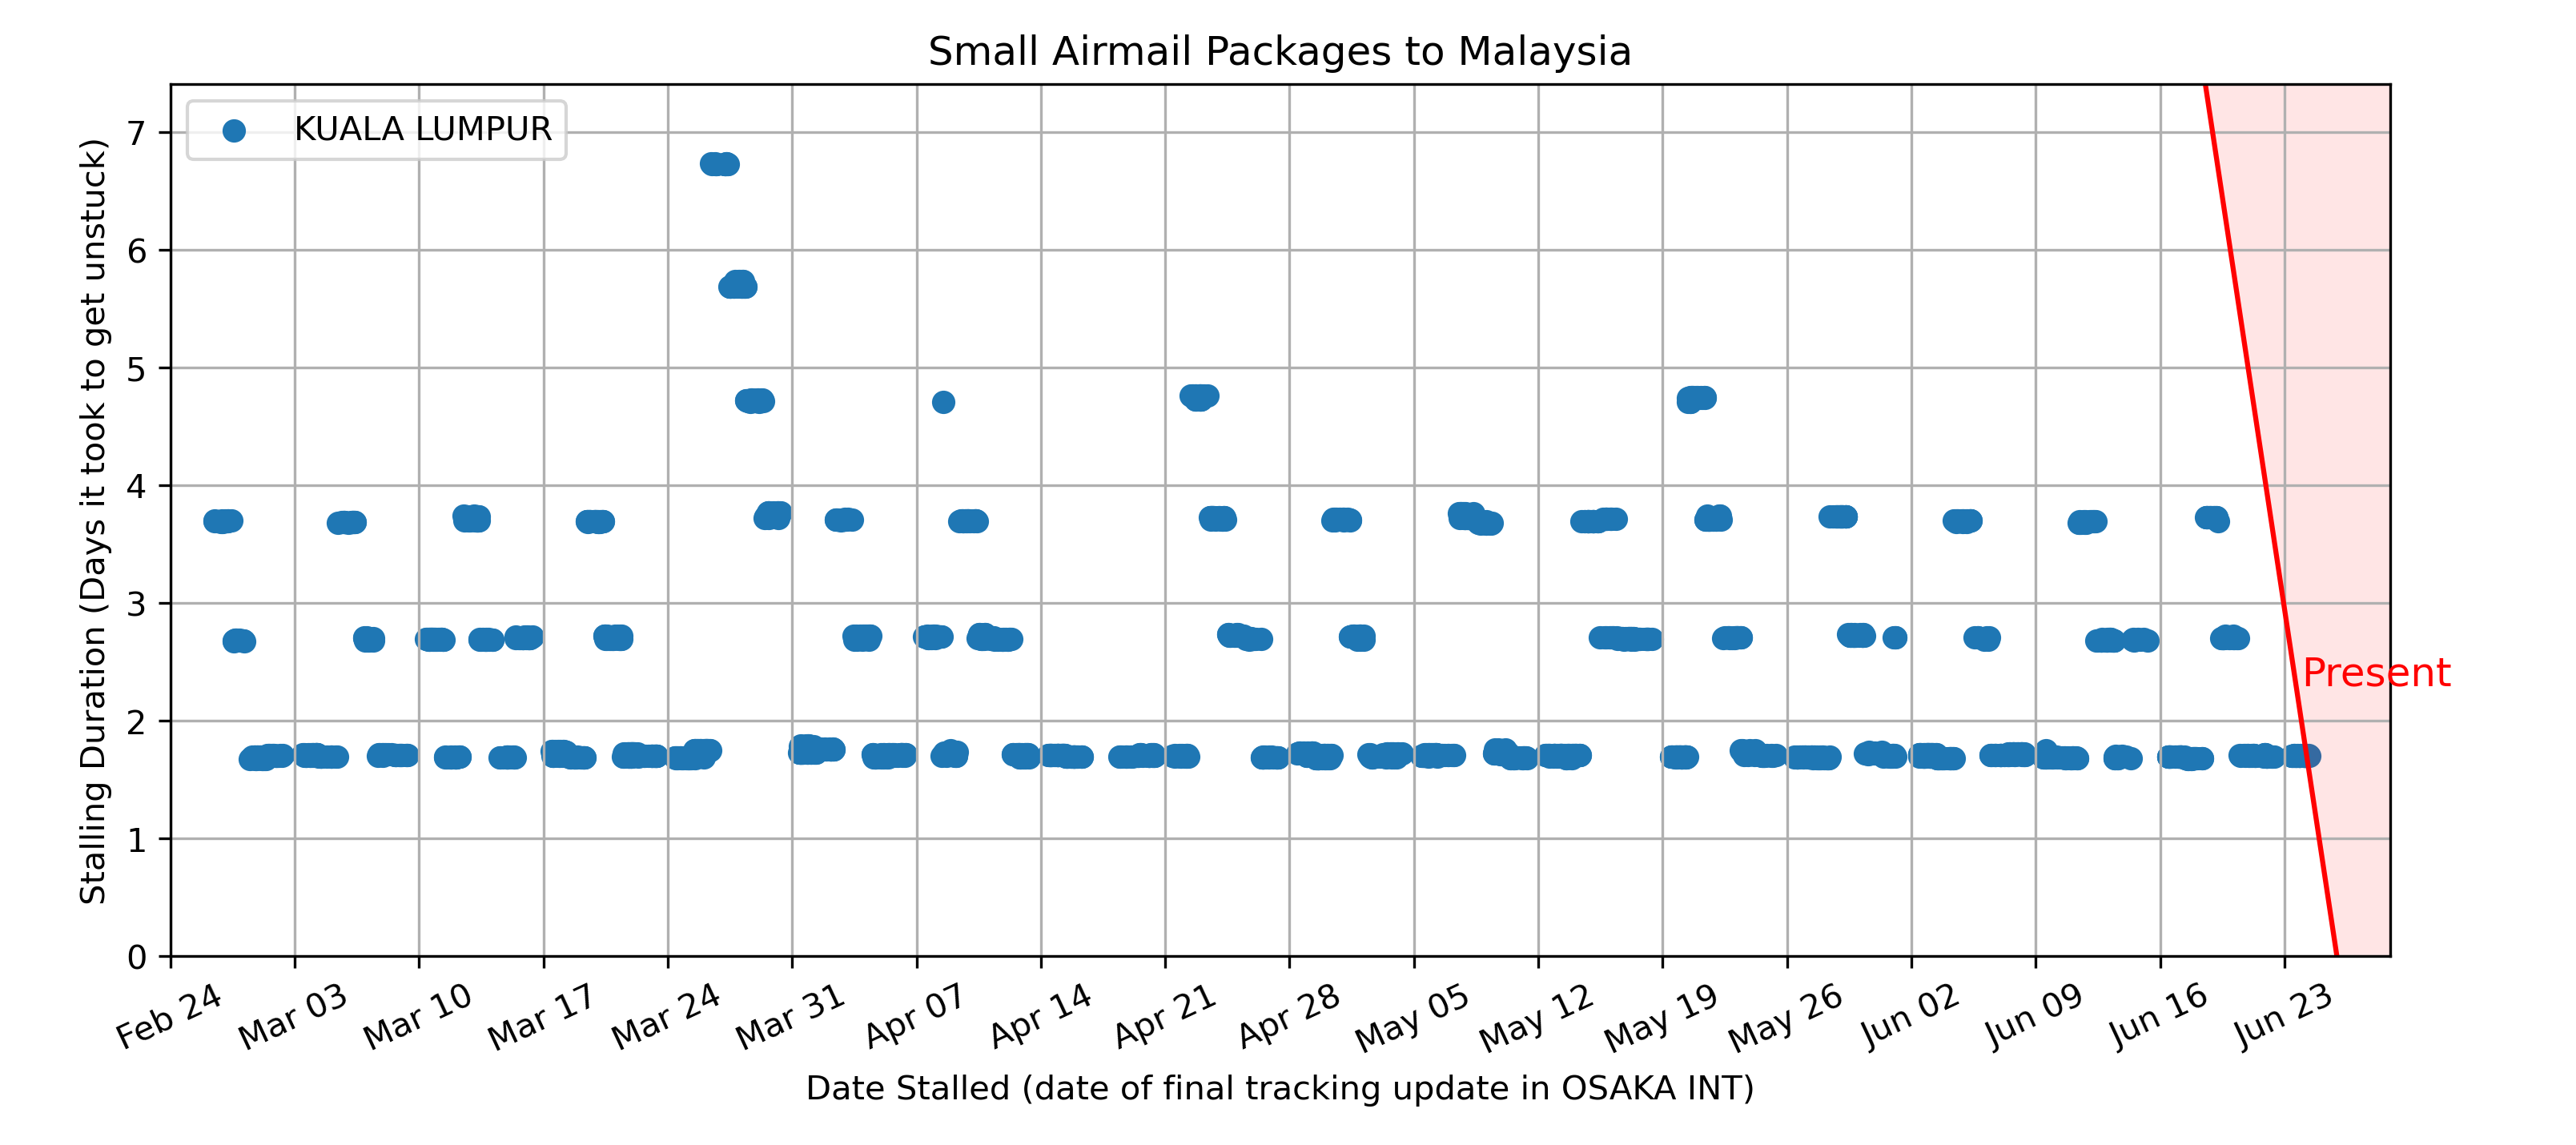 Small Airmail Packages to Malaysia
KUALA LUMPUR
Stalling Duration (Days it took to get unstuck)
7
6
5
4
3
2
1
0
Present
Feb 24
Mar 03
Mar 10
Mar 17
Mar 24
Mar 31
Apr 07
Apr 14
Apr 21
Apr 28
May 05
May 12
May 19
May 26
Jun 02
Jun 09
Jun 16
Jun 23
Date Stalled (date of final tracking update in OSAKA INT)